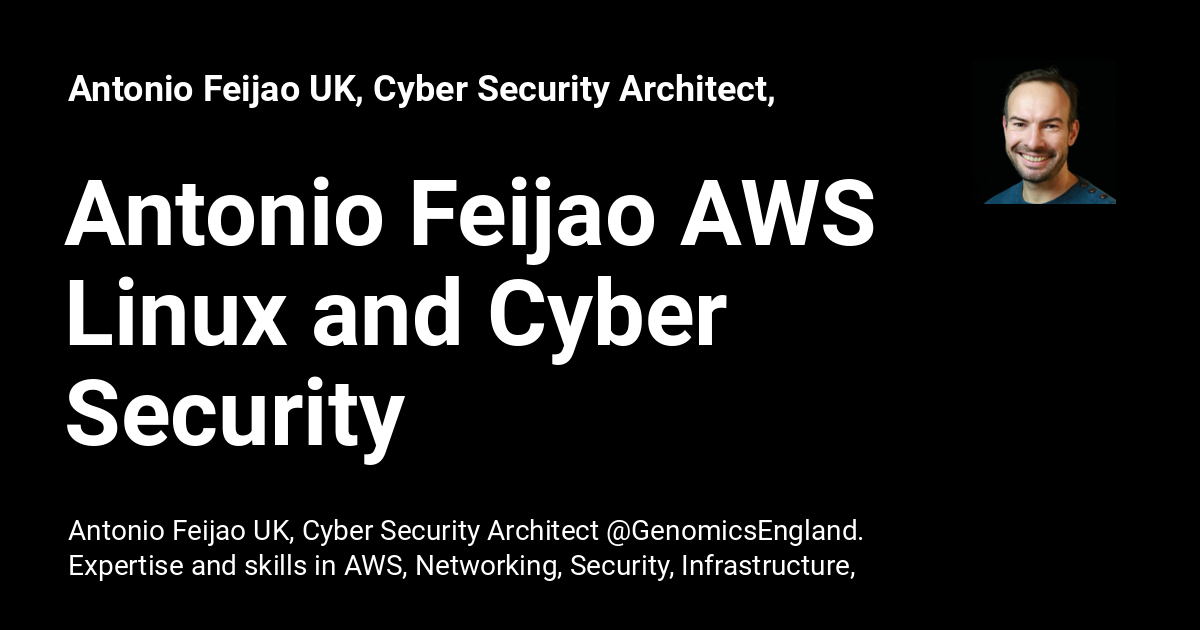 Antonio Feijao UK, Cyber Security Architect,
Antonio Feijao AWS
Linux and Cyber
Security
Antonio Feijao UK, Cyber Security Architect @GenomicsEngland.
Expertise and skills in AWS, Networking, Security, Infrastructure,